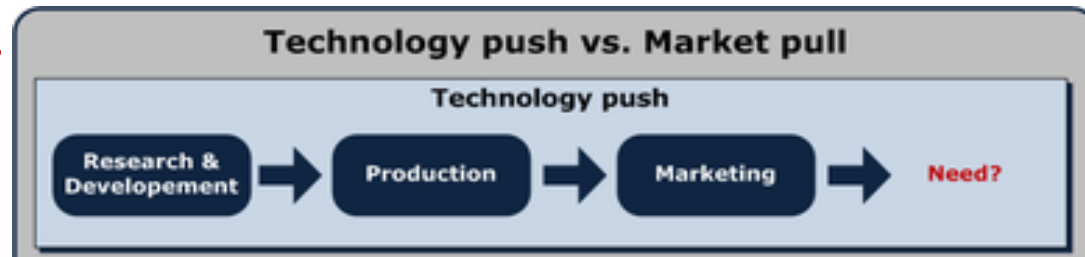 Technology push vs. Market pull
Technology push
Research &
Developement
Production
Marketing
Need?